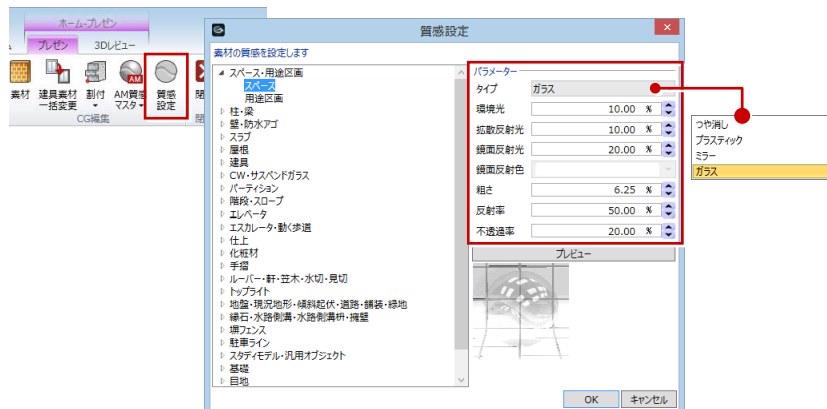 ホーム-プレゼン
プレゼン 3Dビュー
素材 建具素材一括変更 割付 AM質感マスタ 質感設定
CG編集
閉
質感設定
素材の質感を設定します
スペース・用途区画
スペース
用途区画
柱・梁
壁・防水アゴ
スラブ
屋根
建具
CW・サスペンドガラス
パーティション
階段・スロープ
エレベータ
エスカレータ・動く歩道
仕上
化粧材
手摺
ルーバー・軒・笠木・水切・見切
トップライト
地盤・現況地形・傾斜起伏・道路・舗装・緑地
縁石・水路側溝・水路側溝枡・擁壁
塀フェンス
駐車ライン
スタディモデル・汎用オブジェクト
基礎
目地
パラメーター
タイプ ガラス
環境光 10.00 %
拡散反射光 10.00 %
鏡面反射光 20.00 %
鏡面反射色
粗さ 6.25 %
反射率 50.00 %
不透過率 20.00 %
プレビュー
OK キャンセル
つや消し
プラスティック
ミラー
ガラス